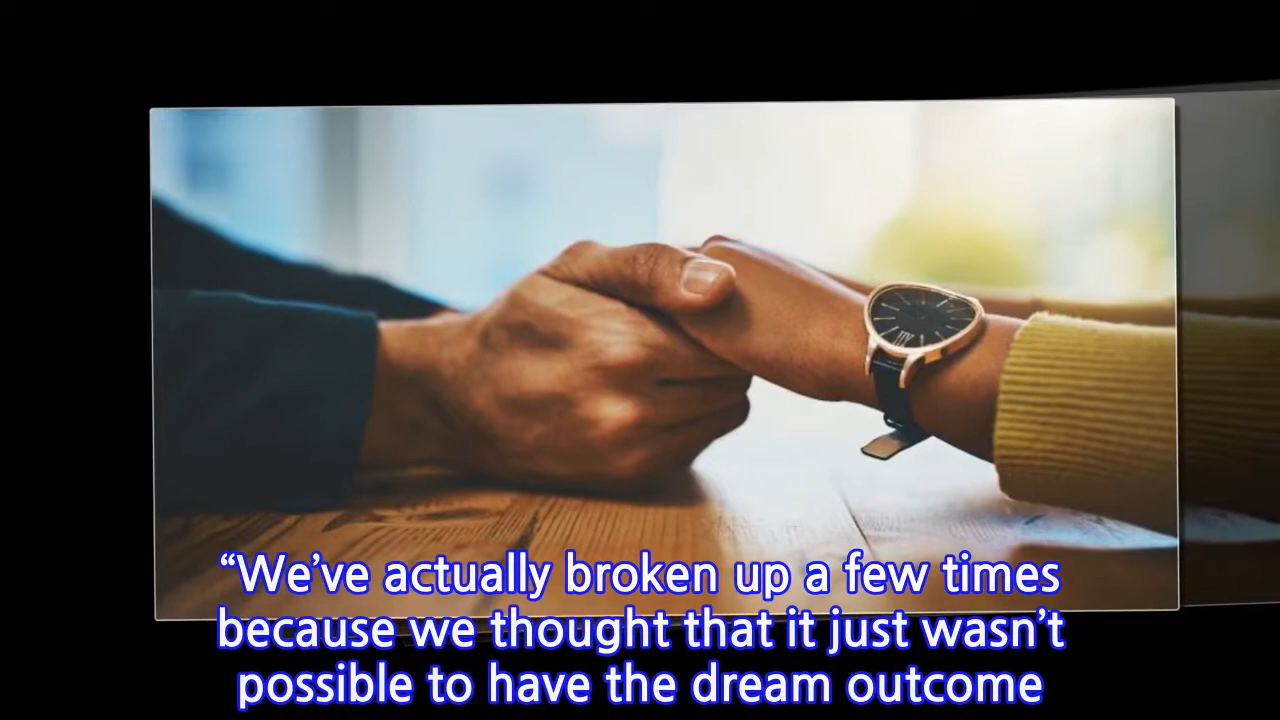 “We’ve actually broken up a few times
because we thought that it just wasn’t
possible to have the dream outcome